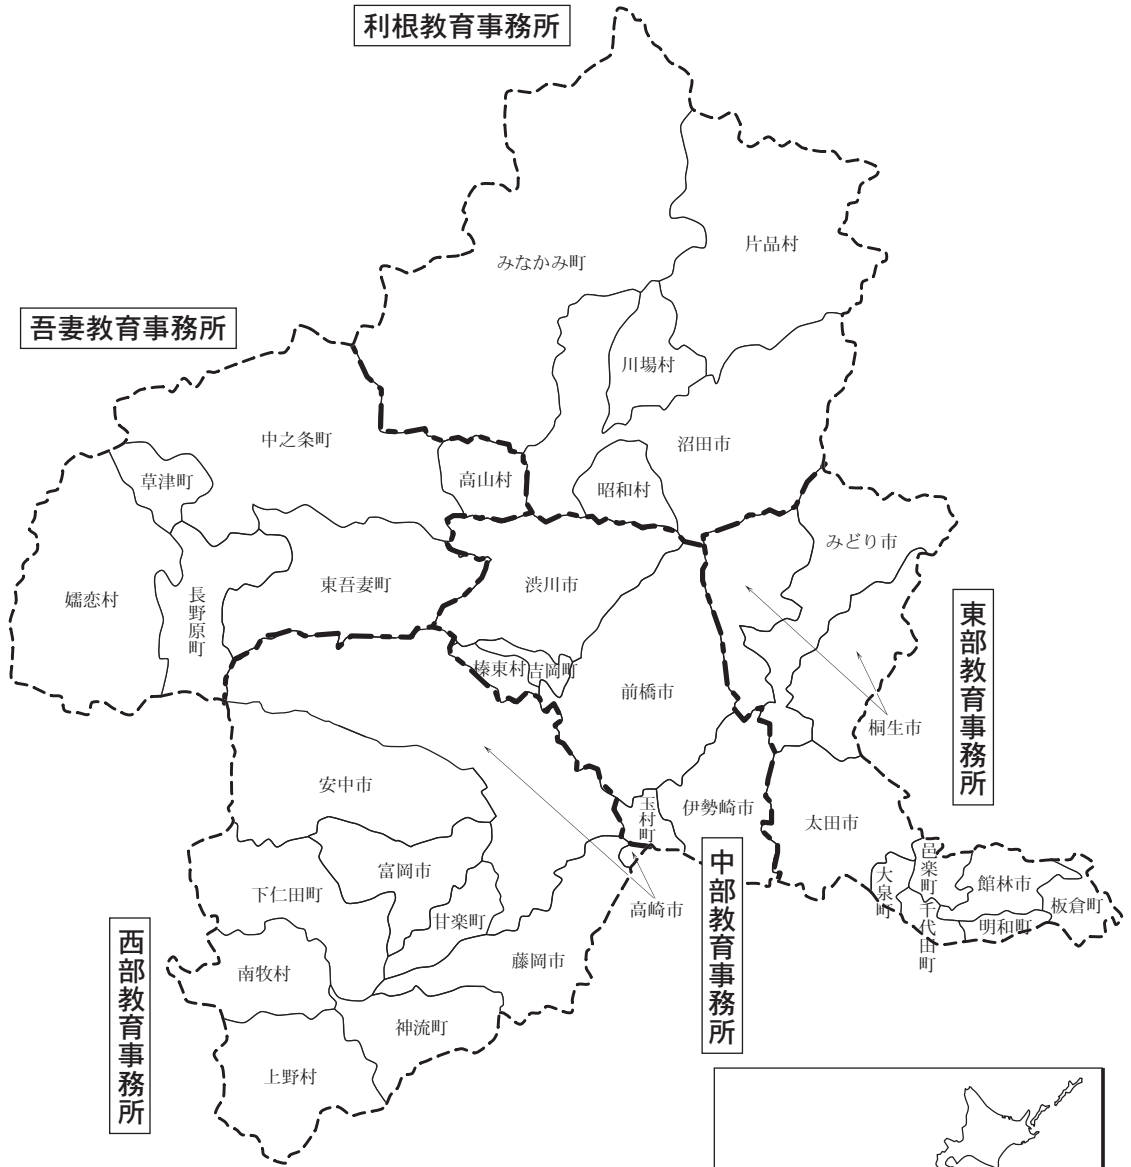 利根教育事務所
片品村
みなかみ町
吾妻教育事務所
川場村
中之条町
沼田市
草津町
高山村
昭和村
みどり市
渋川市
東吾妻町
嬬恋村
長野原町
東部教育事務所
榛東村
吉岡町
前橋市
桐生市
安中市
玉村町
伊勢崎市
太田市
邑楽町
富岡市
大泉町
館林市
下仁田町
板倉町
高崎市
甘楽町
千代田町
明和町
中部教育事務所
西部教育事務所
藤岡市
南牧村
神流町
上野村